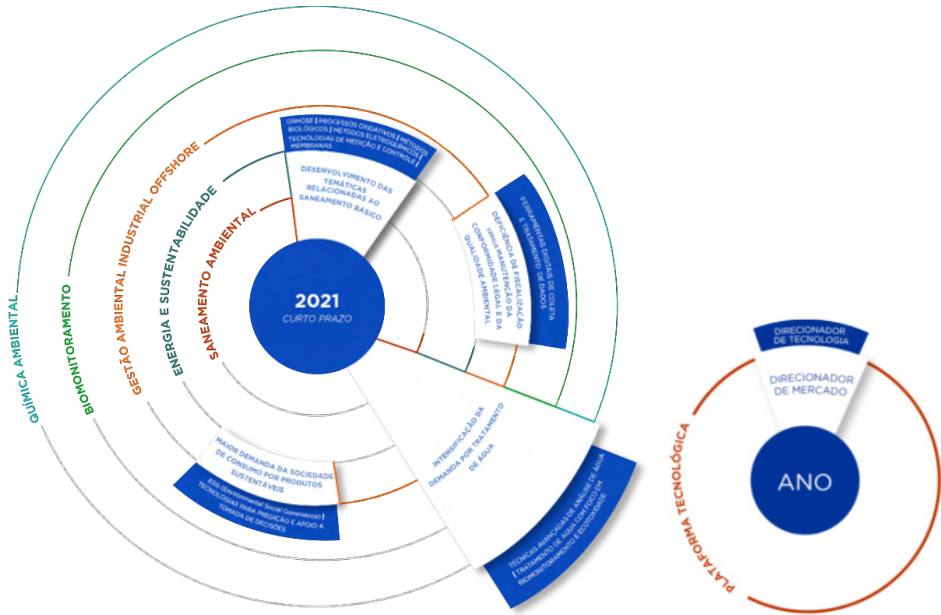 QUÍMICA AMBIENTAL
BIOMONITORAMENTO
GESTÃO AMBIENTAL INDUSTRIAL OFFSHORE
ENERGIA E SUSTENTABILIDADE
SANEAMENTO AMBIENTAL
OSMOSE | PROCESSOS OXIDATIVOS | MÉTODOS
BIOLÓGICOS | MÉTODOS ELETROQUÍMICOS |
TECNOLOGIAS DE MEDIÇÃO E CONTROLE |
MEMBRANAS
DESENVOLVIMENTO DAS
TEMÁTICAS
RELACIONADAS AO
SANEAMENTO BÁSICO
FERRAMENTAS DIGITAIS DE COLETA
E TRATAMENTO DE DADOS
DEFICIÊNCIA DE FISCALIZAÇÃO
versus MANUTENÇÃO DA
CONFORMIDADE LEGAL E DA
QUALIDADE AMBIENTAL
2021
CURTO PRAZO
INTENSIFICAÇÃO DA
DEMANDA POR TRATAMENTO
DE ÁGUA
TÉCNICAS AVANÇADAS DE ANÁLISE DE ÁGUA
| TRATAMENTO DE ÁGUA COM FOCO EM
BIOMONITORAMENTO E ECOTOXIDADE
MAIOR DEMANDA DA SOCIEDADE
DE CONSUMO POR PRODUTOS
SUSTENTÁVEIS
ESG (Environmental Social Governance) |
TECNOLOGIAS PARA PREDIÇÃO E APOIO A
TOMADA DE DECISÕES
DIRECIONADOR
DE TECNOLOGIA
DIRECIONADOR
DE MERCADO
ANO
PLATAFORMA TECNOLÓGICA